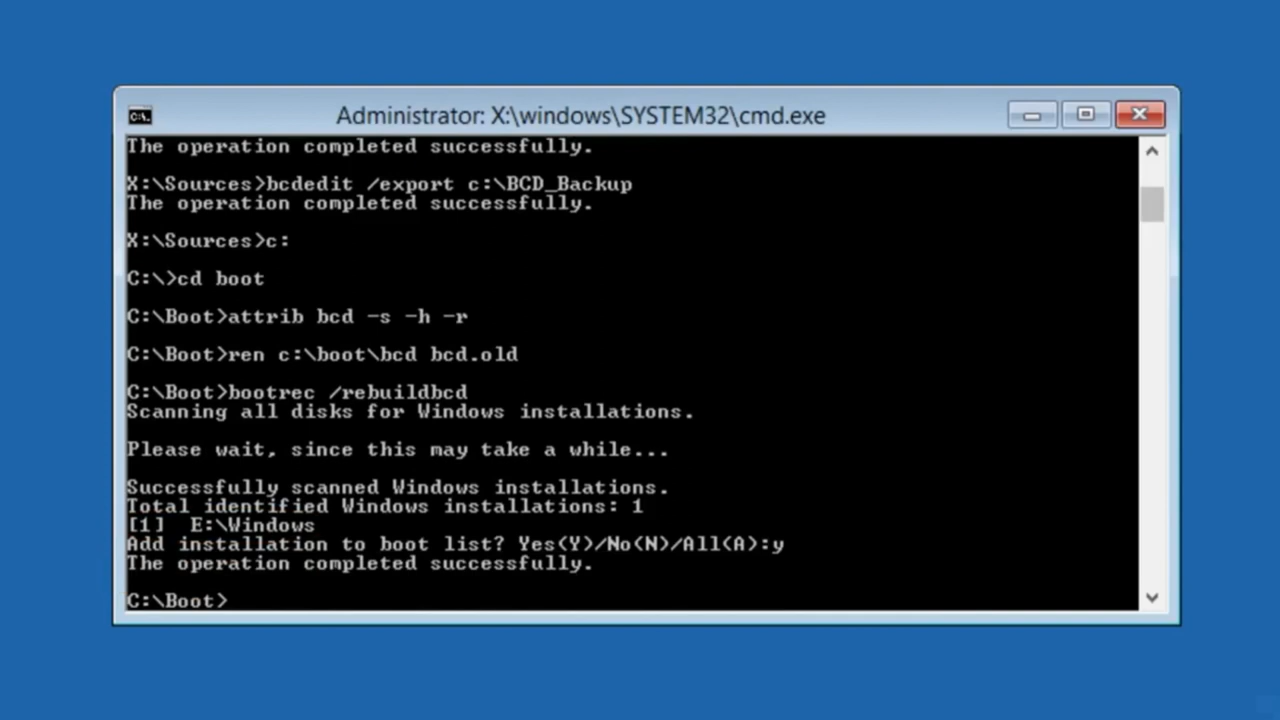 Administrator: X:\windows\SYSTEM32\cmd.exe
The operation completed successfully.
X:\Sources>bcdedit /export c:\BCD_Backup
The operation completed successfully.
X:\Sources>c:
C:\>cd boot
C:\Boot>attrib bcd -s -h -r
C:\Boot>ren c:\boot\bcd bcd.old
C:\Boot>bootrec /rebuildbcd
Scanning all disks for Windows installations.
Please wait, since this may take a while...
Successfully scanned Windows installations.
Total identified Windows installations: 1
[1]  E:\Windows
Add installation to boot list? Yes(Y)/No(N)/All(A):y
The operation completed successfully.
C:\Boot>